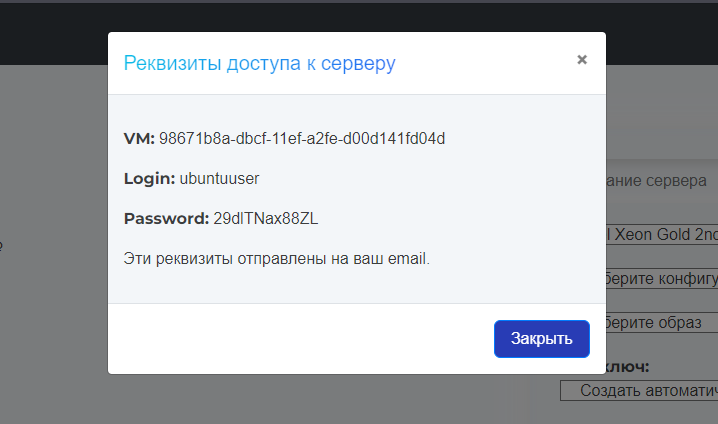 Реквизиты доступа к серверу
×
VM: 98671b8a-dbcf-11ef-a2fe-d00d141fd04d
Login: ubuntuuser
ание сервера
Password: 29dITNax88ZL
l Xeon Gold 2nd
?
Эти реквизиты отправлены на ваш email.
берите конфигу
берите образ
Закрыть
ключ:
Создать автоматич